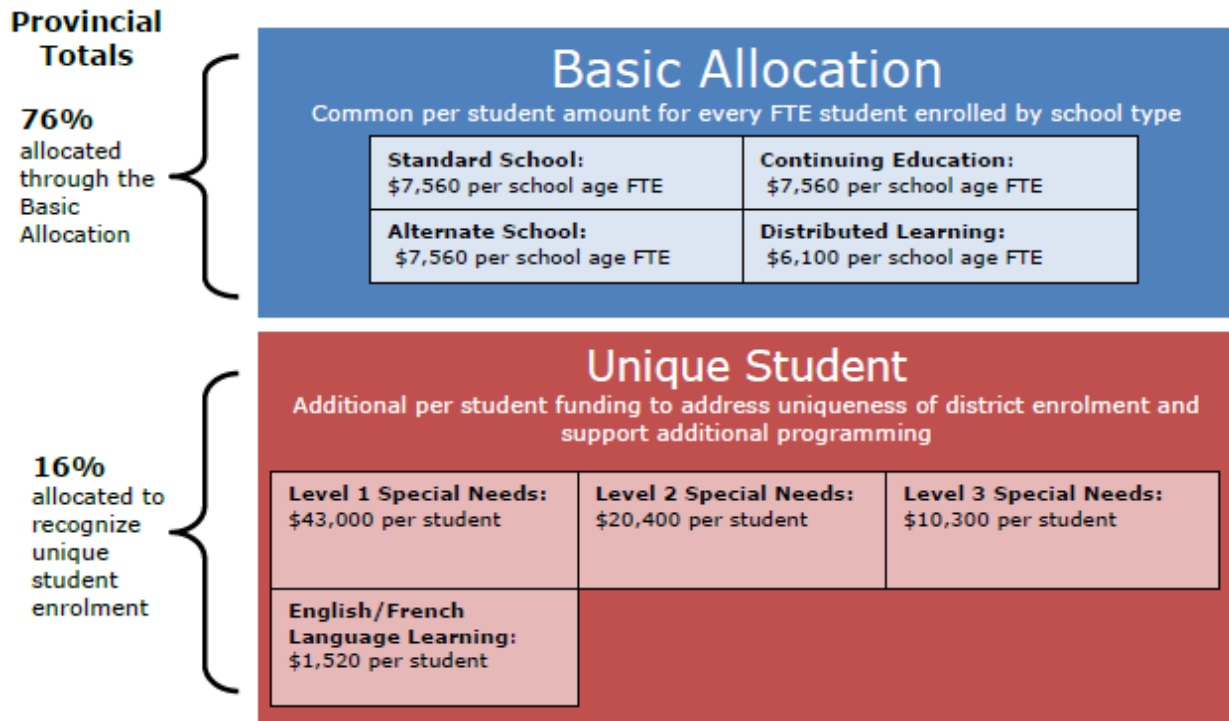 Provincial
Totals
76%
allocated
through the
Basic
Allocation
Basic Allocation
Common per student amount for every FTE student enrolled by school type
Standard School:
$7,560 per school age FTE
Continuing Education:
$7,560 per school age FTE
Alternate School:
$7,560 per school age FTE
Distributed Learning:
$6,100 per school age FTE
16%
allocated to
recognize
unique
student
enrolment
Unique Student
Additional per student funding to address uniqueness of district enrolment and
support additional programming
Level 1 Special Needs:
$43,000 per student
Level 2 Special Needs:
$20,400 per student
Level 3 Special Needs:
$10,300 per student
English/French
Language Learning:
$1,520 per student